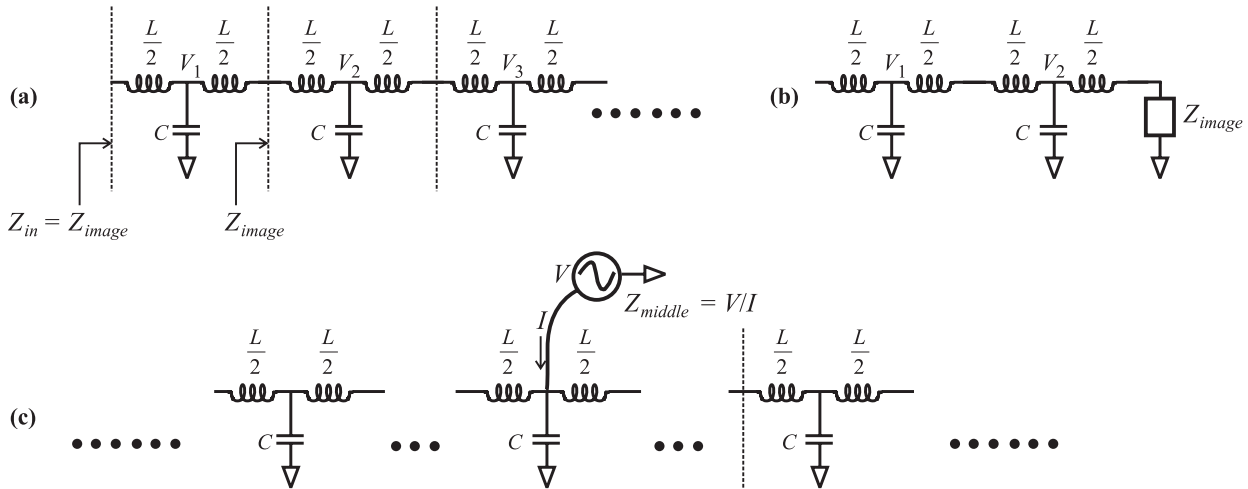 L/2 L/2 L/2 L/2 L/2 L/2
V₁ V₂ V₃
(a)
C C C
Z_in = Z_image
Z_image
L/2 L/2 L/2 L/2
V₁ V₂
(b)
C C
Z_image
V
Z_middle = V/I
I
L/2 L/2 L/2 L/2 L/2 L/2
(c)
C C C